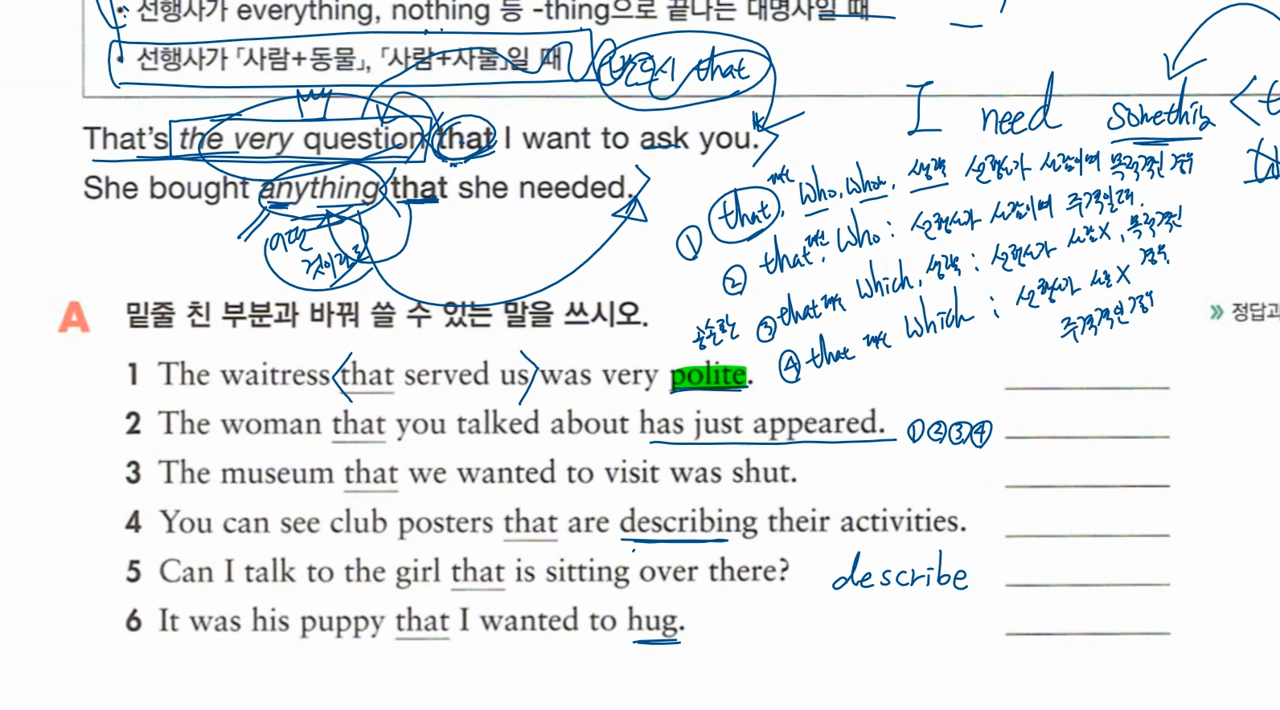 선행사가 everything, nothing 등 -thing으로 끝나는 대명사일 때
선행사가 「사람+동물」, 「사람+사물」일 때 반드시 that
I need
That's the very question that I want to ask you.
She bought anything that she needed.
① that, who, whom, 생략 선행사가 사람이며 목적격인 경우
② that, who : 선행사가 사람이며 주격일 때.
어떤 것이라도
③ that which, 생략 : 선행사가 사람X, 목적격인 경우
④ that which ; 선행사가 사람X 주격인 경우
A 밑줄 친 부분과 바꿔 쓸 수 있는 말을 쓰시오.
» 정답과
공손한
1 The waitress that served us was very polite.
2 The woman that you talked about has just appeared. ①②③④
3 The museum that we wanted to visit was shut.
4 You can see club posters that are describing their activities.
5 Can I talk to the girl that is sitting over there? describe
6 It was his puppy that I wanted to hug.